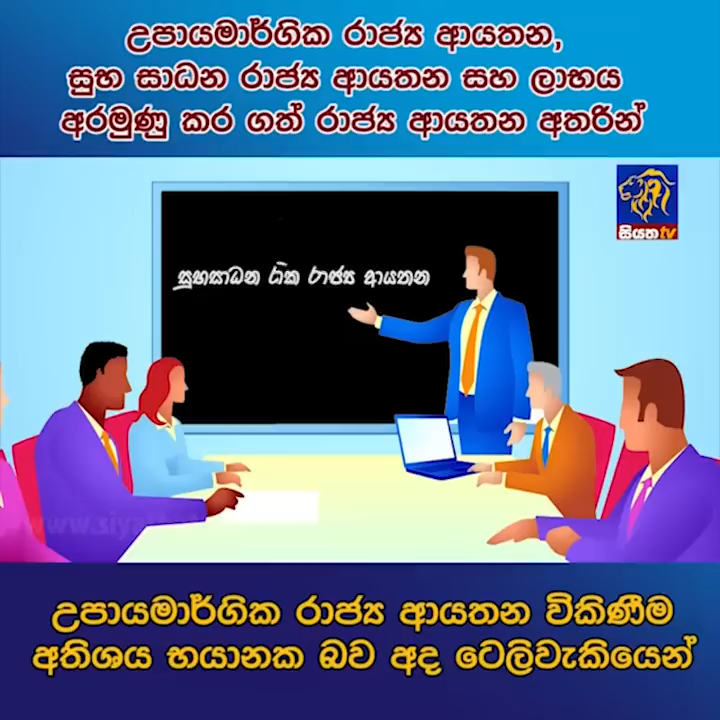 උපායමාර්ගික රාජ්‍ය ආයතන,
සුභ සාධන රාජ්‍ය ආයතන සහ ලාභය
අරමුණු කර ගත් රාජ්‍ය ආයතන අතරින්
සියත tv
සුභසාධන රාජ්‍ය ආයතන
උපායමාර්ගික රාජ්‍ය ආයතන විකිණීම
අතිශය භයානක බව අද ටෙලිවැකියෙන්